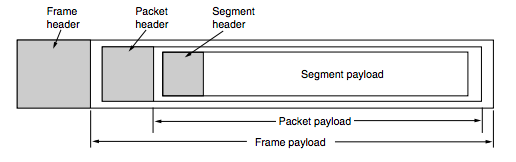 Frame header
Packet header
Segment header
Segment payload
Packet payload
Frame payload